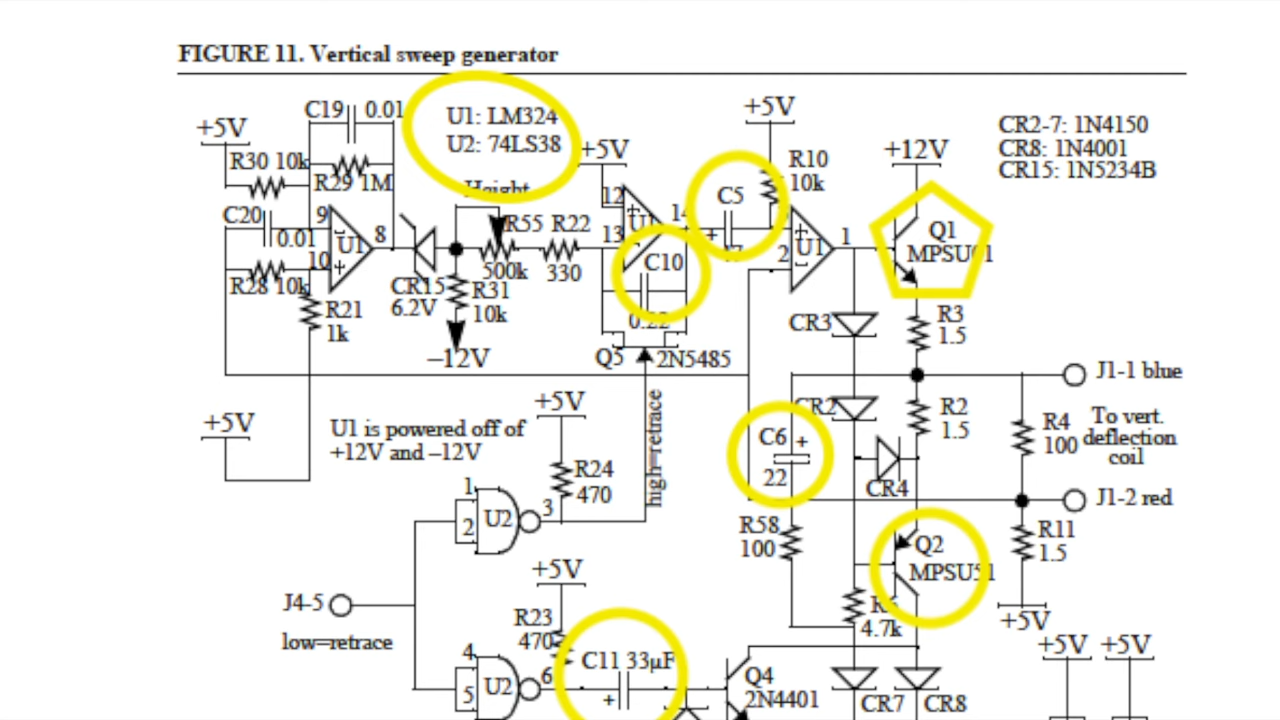 FIGURE 11. Vertical sweep generator
C19 0.01
U1: LM324
U2: 74LS38
+5V
CR2-7: 1N4150
CR8: 1N4001
CR15: 1N5234B
+5V
R30 10k
R29 1M
+5V
R10
10k
+12V
Height
C20
0.01
9
10
U1
8
12
13
U1
14
C5
+
2
U1
1
Q1
R55
500k
R22
330
C10
0.22
R28 10k
R21
1k
CR15
6.2V
R31
10k
–12V
Q5
2N5485
CR3
R3
1.5
J1-1 blue
+5V
U1 is powered off of
+12V and –12V
+5V
R24
470
high=retrace
C6
+
22
CR2
R2
1.5
R4
100
To vert.
deflection
coil
CR4
J1-2 red
1
2
U2
3
R58
100
Q2
R11
1.5
+5V
J4-5
low=retrace
+5V
R23
470
4.7k
+5V
+5V
4
5
U2
6
C11 33µF
+
Q4
2N4401
CR7
CR8